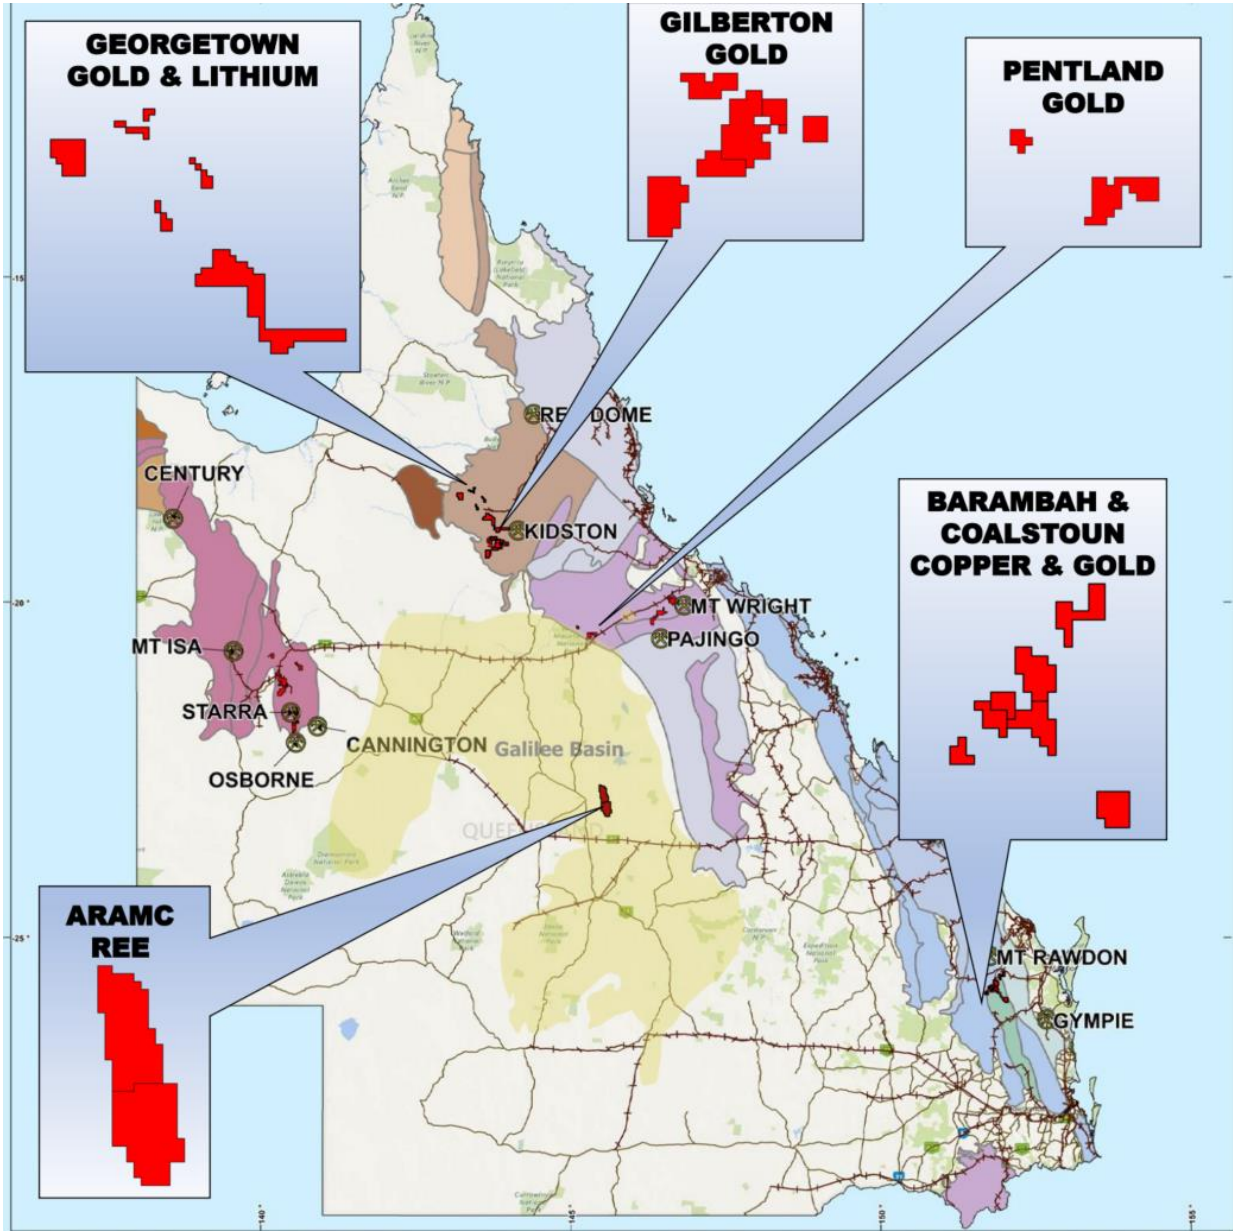 GEORGETOWN
GOLD & LITHIUM
GILBERTON
GOLD
PENTLAND
GOLD
-15°
RED DOME
CENTURY
KIDSTON
BARAMBAH &
COALSTOUN
COPPER & GOLD
-20°
MT WRIGHT
MT ISA
PAJINGO
STARRA
CANNINGTON
Galilee Basin
OSBORNE
ARAMC
REE
-25°
MT RAWDON
GYMPIE
140°
145°
150°
155°